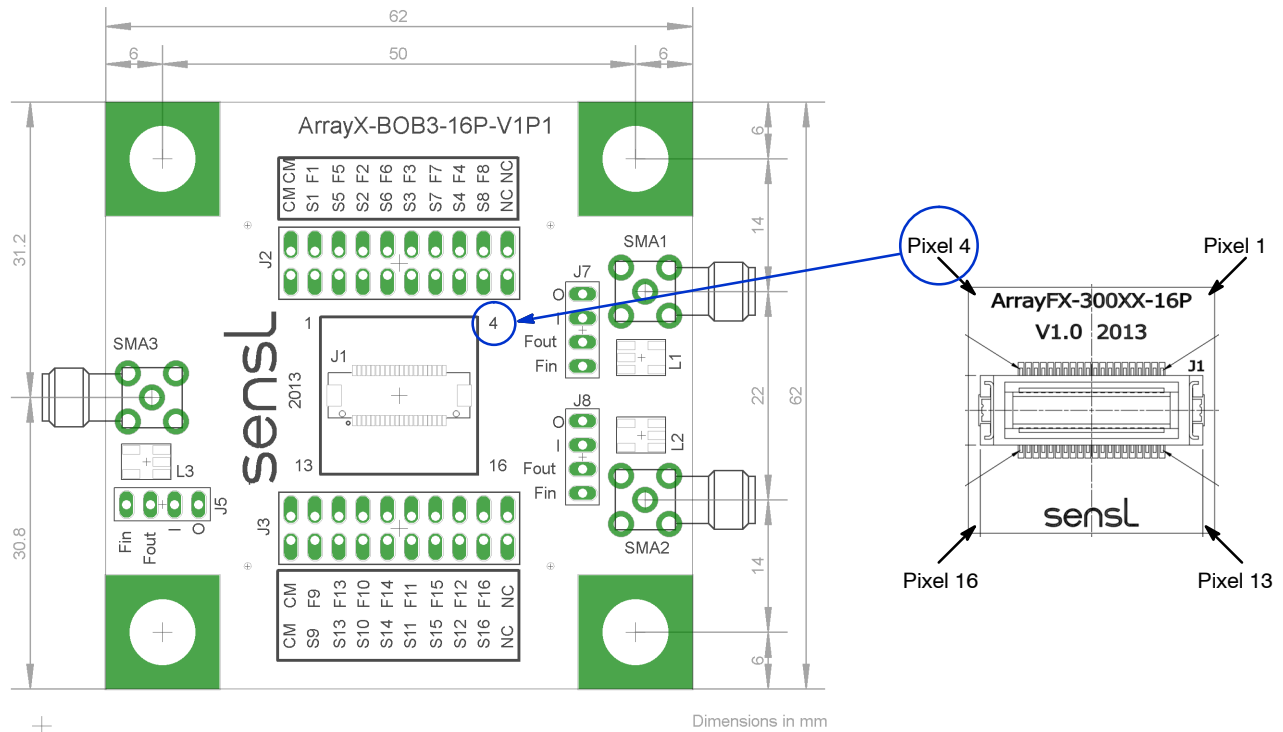 62
6
50
6
ArrayX-BOB3-16P-V1P1
CM CM
S1 F1
S5 F5
S2 F2
S6 F6
S3 F3
S7 F7
S4 F4
S8 F8
NC NC
6
14
31.2
J2
SMA1
J7
O
I
Fout
Fin
L1
Pixel 4
Pixel 1
ArrayFX-300XX-16P
V1.0 2013
J1
1
4
J1
SMA3
sensL
2013
22
62
J8
O
I
Fout
Fin
L2
13
16
L3
J5
Fin
Fout
I
O
J3
SMA2
sensL
Pixel 16
Pixel 13
30.8
14
CM CM
S9 F9
S13 F13
S10 F10
S14 F14
S11 F11
S15 F15
S12 F12
S16 F16
NC NC
6
Dimensions in mm